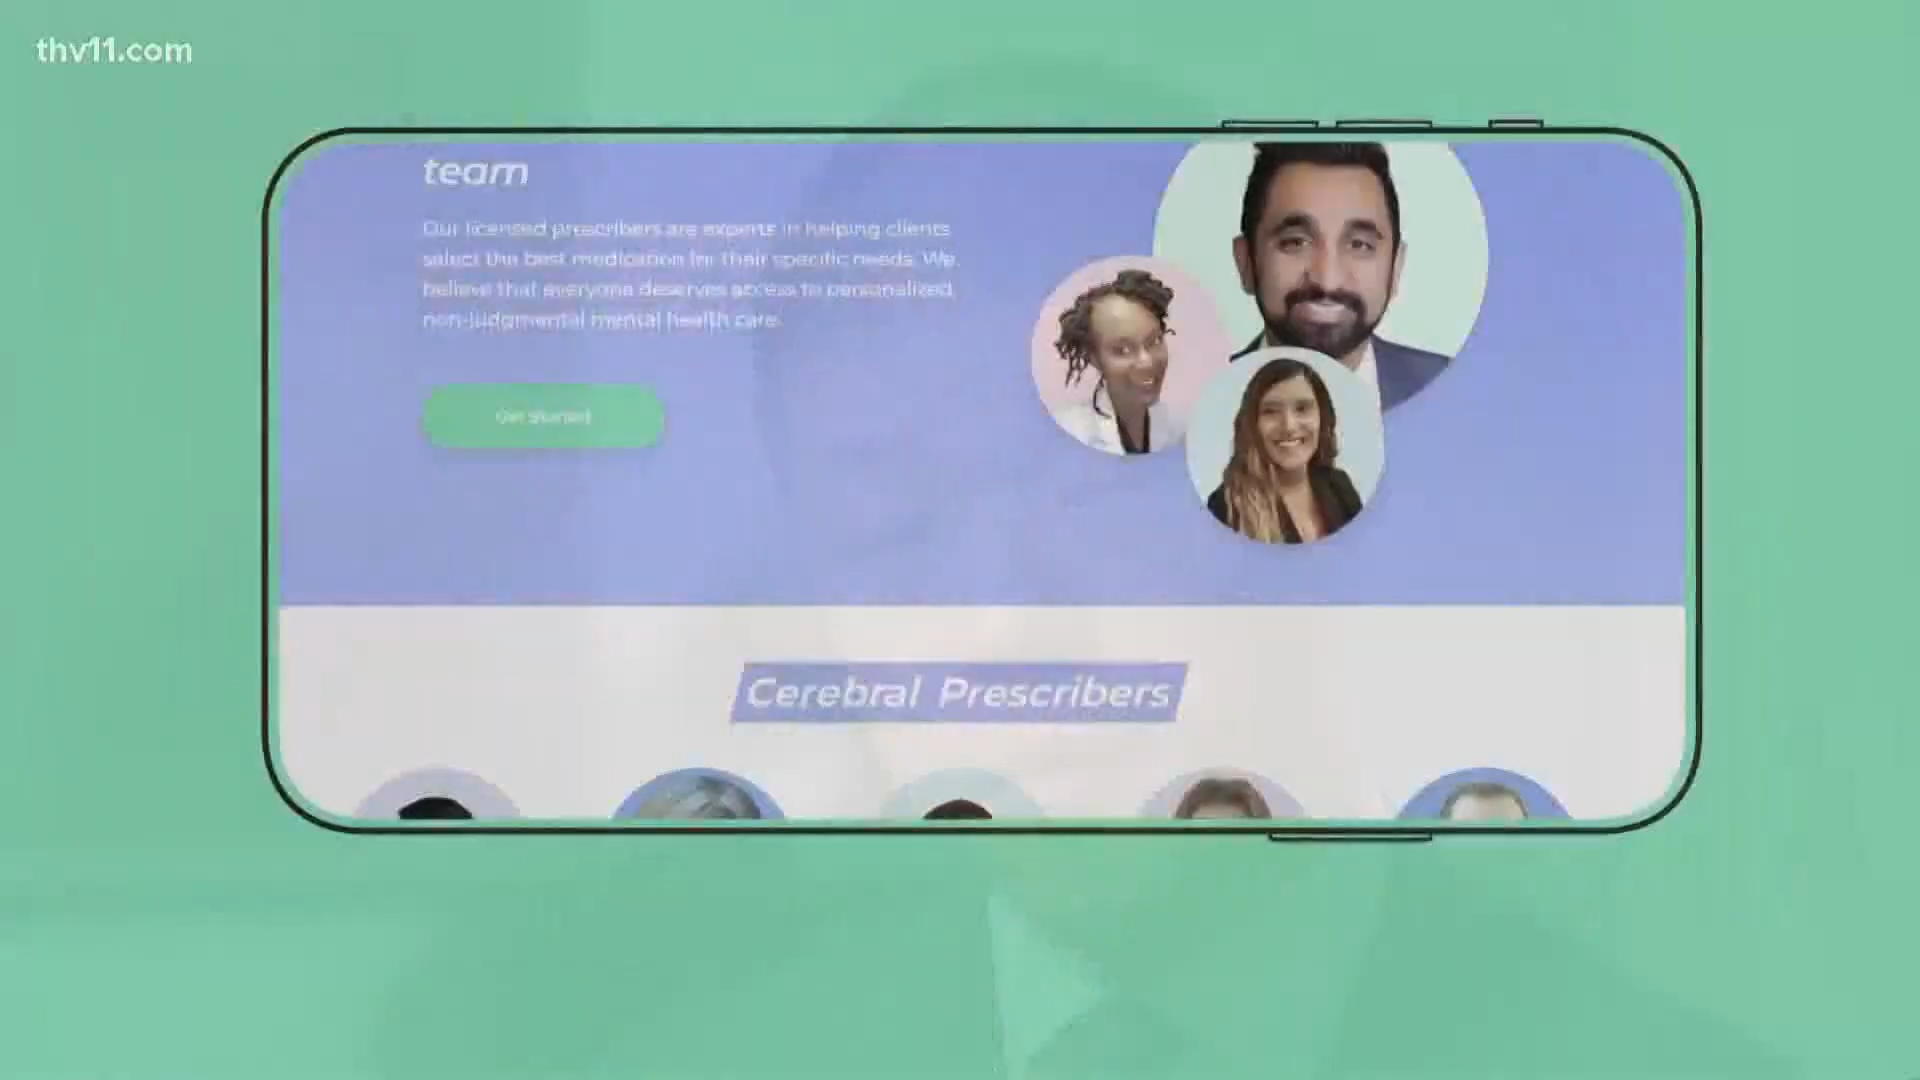 thv11.com
team
Our licensed prescribers are experts in helping clients
select the best medication for their specific needs. We
believe that everyone deserves access to personalized,
non-judgmental mental health care.
Get Started
Cerebral Prescribers